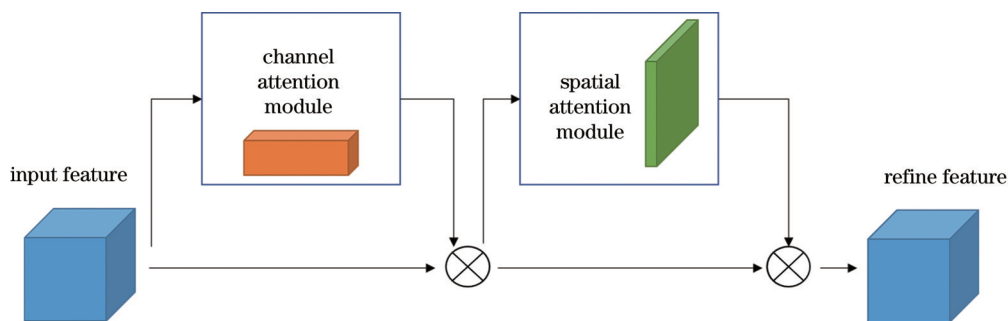 input feature
channel
attention
module
spatial
attention
module
refine feature